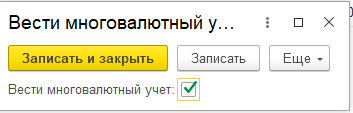 Вести многовалютный у...
Записать и закрыть
Записать
Еще
Вести многовалютный учет: